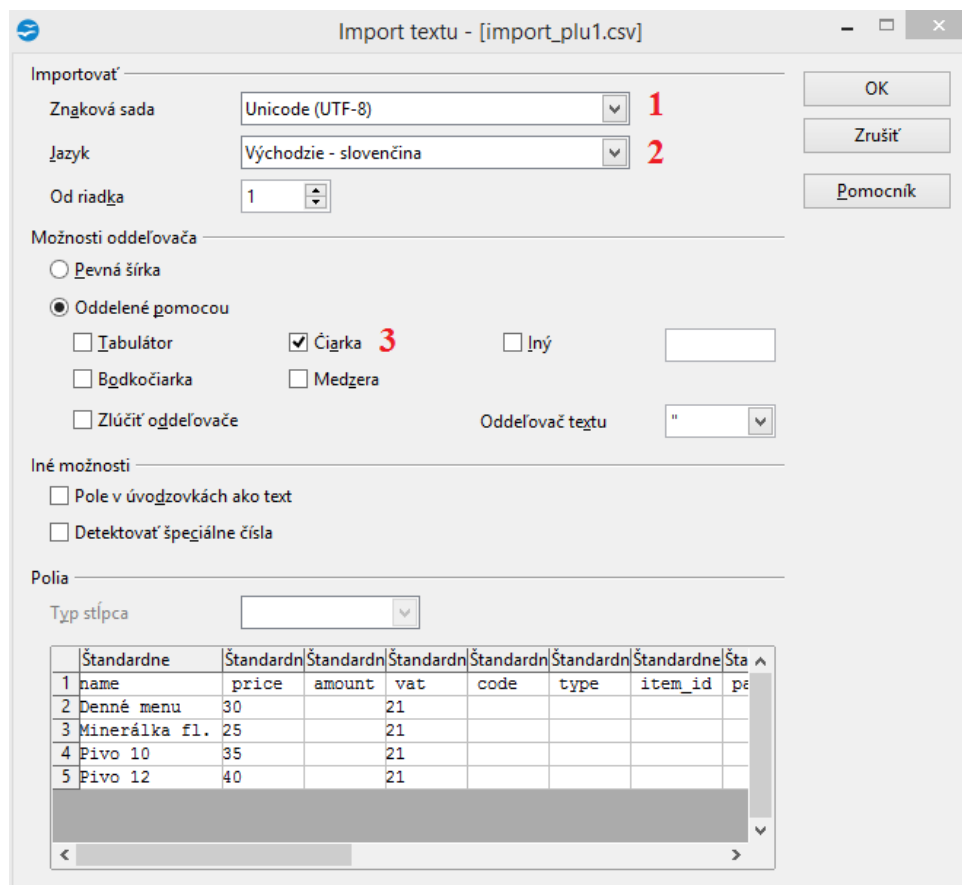 Import textu - [import_plu1.csv]
Importovať
OK
Znaková sada Unicode (UTF-8) 1
Zrušiť
Jazyk Východzie - slovenčina 2
Od riadka 1
Pomocník
Možnosti oddeľovača
Pevná šírka
Oddelené pomocou
Tabulátor Čiarka 3 Iný
Bodkočiarka Medzera
Zlúčiť oddeľovače Oddeľovač textu "
Iné možnosti
Pole v úvodzovkách ako text
Detektovať špeciálne čísla
Polia
Typ stĺpca
Štandardne Štandardn Štandardn Štandardn Štandardn Štandardn Štandardne Šta
1 name price amount vat code type item_id pa
2 Denné menu 30 21
3 Minerálka fl. 25 21
4 Pivo 10 35 21
5 Pivo 12 40 21